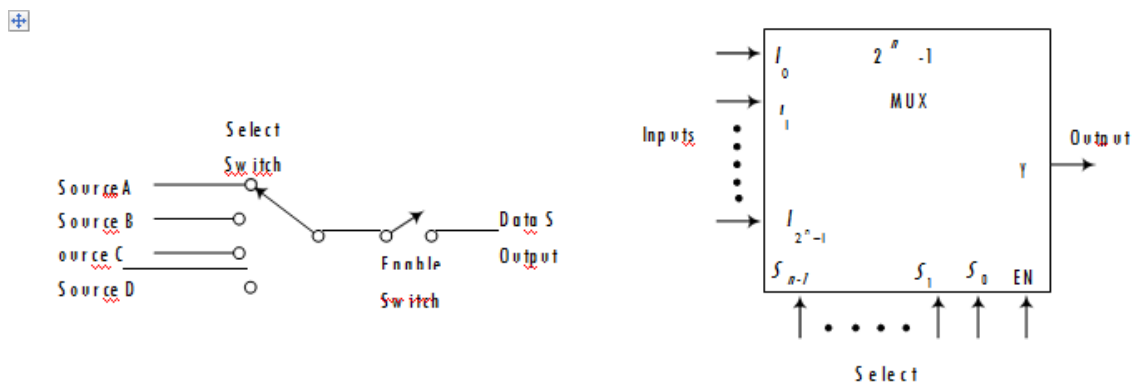 Select
Switch
Source A
Source B
ource C
Source D
Data S
Output
Enable
Switch
I0
2^n -1
MUX
I1
Inputs
Output
Y
I2^n-1
Sn-1
S1
S0
EN
Select